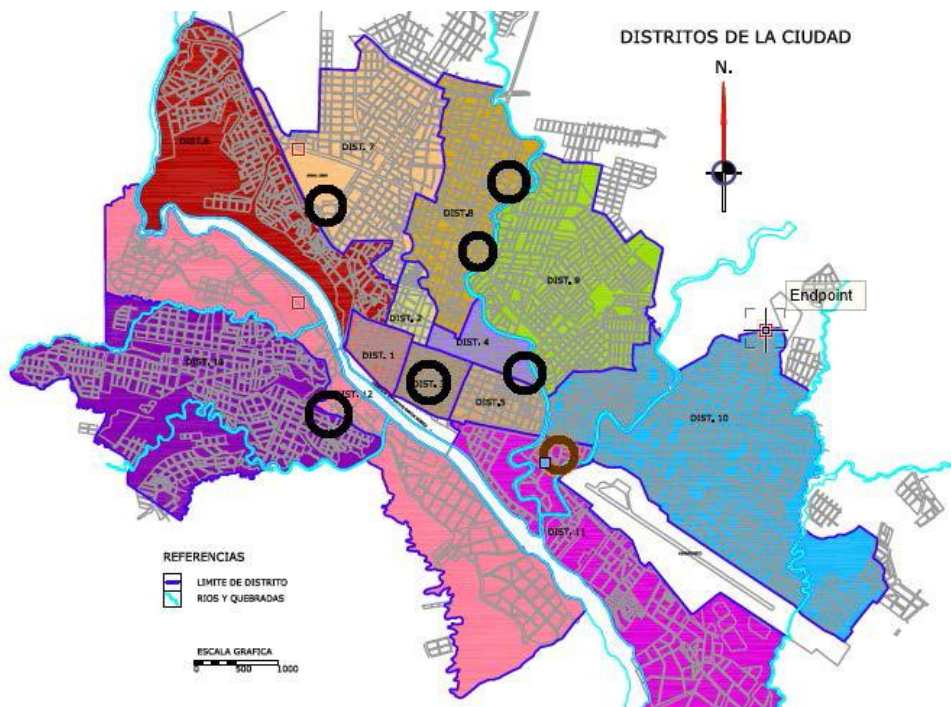 DISTRITOS DE LA CIUDAD
N.
DIST.6
DIST. 7
DIST.8
DIST. 9
Endpoint
DIST. 2
DIST. 4
DIST. 1
DIST. 5
DIST. 10
DIST. 12
DIST. 11
REFERENCIAS
LIMITE DE DISTRITO
RIOS Y QUEBRADAS
ESCALA GRAFICA
0 500 1000